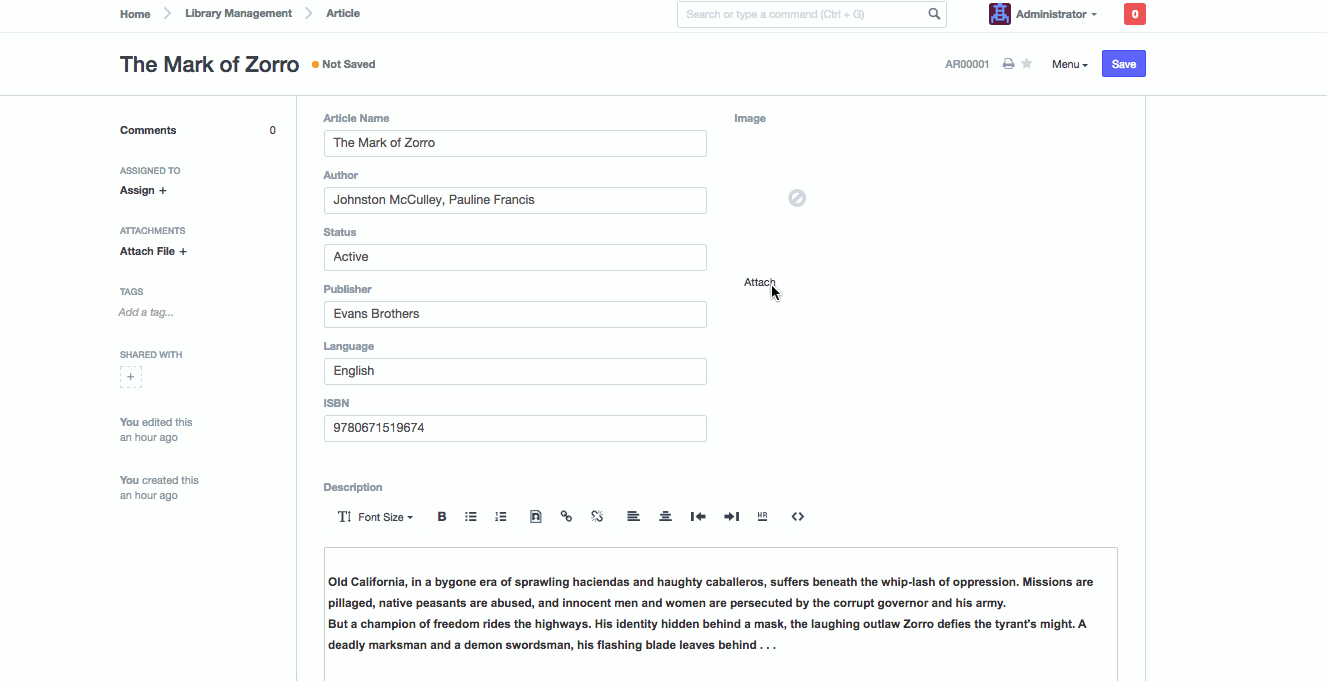 Home Library Management Article Search or type a command (Ctrl + G) Administrator 0
The Mark of Zorro Not Saved AR00001 Menu Save
Comments 0
ASSIGNED TO
Assign +
ATTACHMENTS
Attach File +
TAGS
Add a tag...
SHARED WITH
+
You edited this
an hour ago
You created this
an hour ago
Article Name
The Mark of Zorro
Author
Johnston McCulley, Pauline Francis
Status
Active
Publisher
Evans Brothers
Language
English
ISBN
9780671519674
Image
Attach
Description
Font Size B HR <>
Old California, in a bygone era of sprawling haciendas and haughty caballeros, suffers beneath the whip-lash of oppression. Missions are
pillaged, native peasants are abused, and innocent men and women are persecuted by the corrupt governor and his army.
But a champion of freedom rides the highways. His identity hidden behind a mask, the laughing outlaw Zorro defies the tyrant's might. A
deadly marksman and a demon swordsman, his flashing blade leaves behind . . .